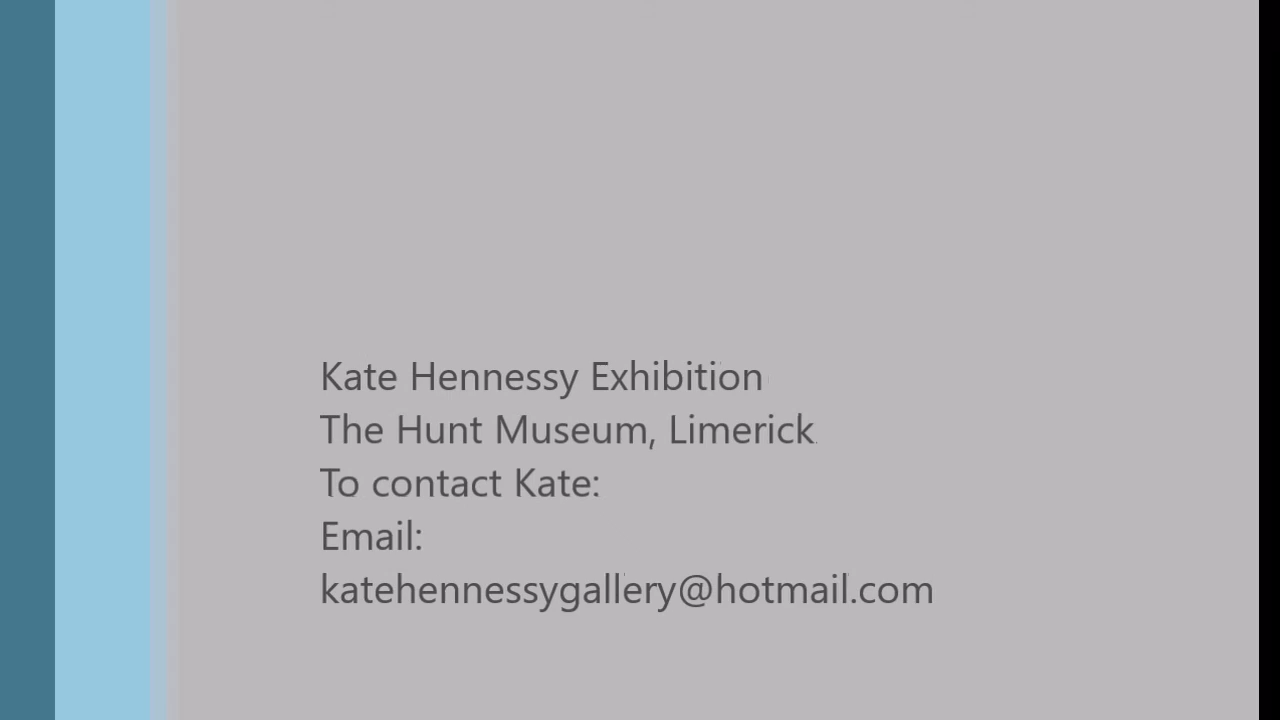 Kate Hennessy Exhibition
The Hunt Museum, Limerick
To contact Kate:
Email:
katehennessygallery@hotmail.com